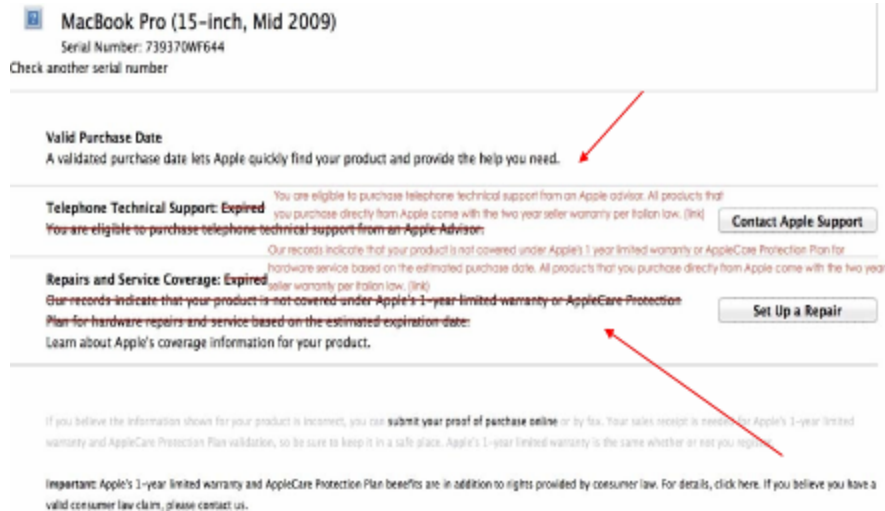 MacBook Pro (15-inch, Mid 2009)
Serial Number: 739370WF644
Check another serial number
Valid Purchase Date
A validated purchase date lets Apple quickly find your product and provide the help you need.
Telephone Technical Support: Expired
You are eligible to purchase telephone technical support from an Apple advisor. All products that
you purchase directly from Apple come with the two year seller warranty per Italian law. (link)
You are eligible to purchase telephone technical support from an Apple Advisor.
Contact Apple Support
Our records indicate that your product is not covered under Apple's 1 year limited warranty or AppleCare Protection Plan for
hardware service based on the estimated purchase date. All products that you purchase directly from Apple come with the two year
seller warranty per Italian law. (link)
Repairs and Service Coverage: Expired
Our records indicate that your product is not covered under Apple's 1-year limited warranty or AppleCare Protection
Plan for hardware repairs and service based on the estimated expiration date.
Learn about Apple's coverage information for your product.
Set Up a Repair
If you believe the information shown for your product is incorrect, you can submit your proof of purchase online or by fax. Your sales receipt is needed for Apple's 1-year limited
warranty and AppleCare Protection Plan validation, so be sure to keep it in a safe place. Apple's 1-year limited warranty is the same whether or not you register.
Important: Apple's 1-year limited warranty and AppleCare Protection Plan benefits are in addition to rights provided by consumer law. For details, click here. If you believe you have a
valid consumer law claim, please contact us.